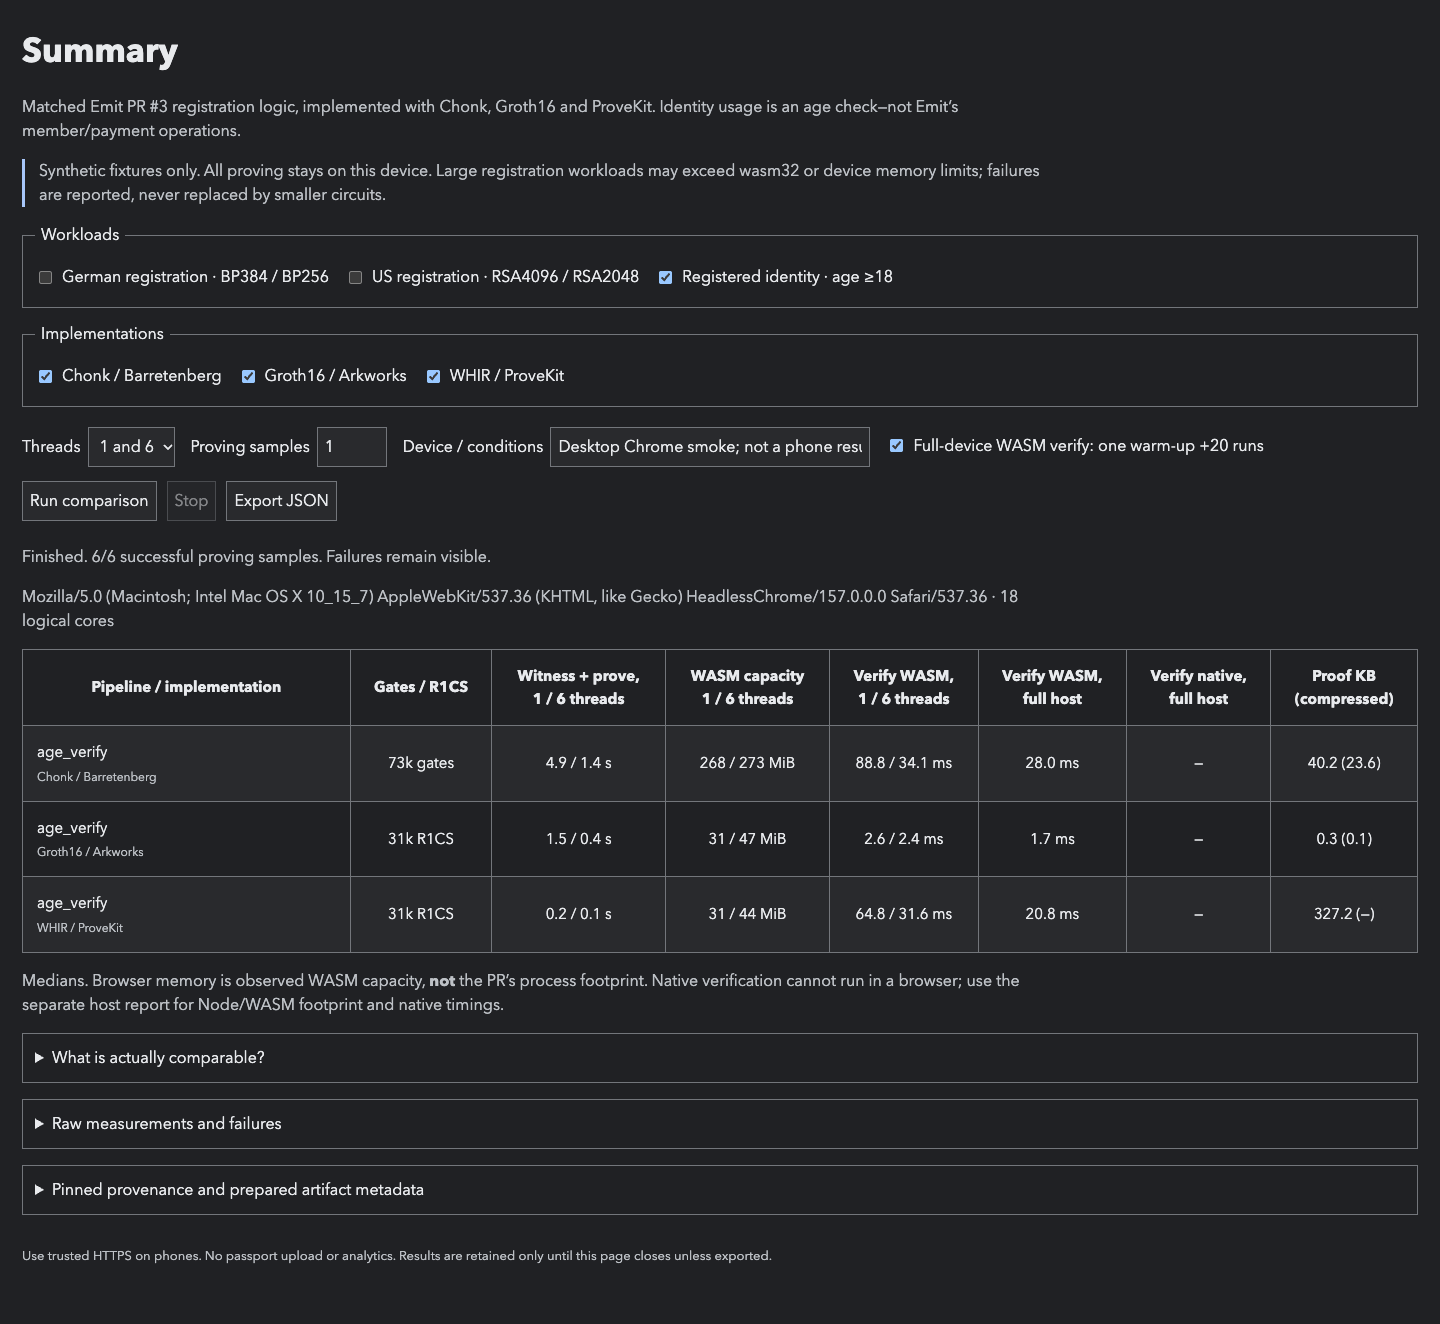 Summary
Matched Emit PR #3 registration logic, implemented with Chonk, Groth16 and ProveKit. Identity usage is an age check—not Emit’s
member/payment operations.
Synthetic fixtures only. All proving stays on this device. Large registration workloads may exceed wasm32 or device memory limits; failures
are reported, never replaced by smaller circuits.
Workloads
German registration · BP384 / BP256 US registration · RSA4096 / RSA2048 Registered identity · age ≥18
Implementations
Chonk / Barretenberg Groth16 / Arkworks WHIR / ProveKit
Threads 1 and 6 Proving samples 1 Device / conditions Desktop Chrome smoke; not a phone resu Full-device WASM verify: one warm-up +20 runs
Run comparison Stop Export JSON
Finished. 6/6 successful proving samples. Failures remain visible.
Mozilla/5.0 (Macintosh; Intel Mac OS X 10_15_7) AppleWebKit/537.36 (KHTML, like Gecko) HeadlessChrome/157.0.0.0 Safari/537.36 · 18
logical cores
Pipeline / implementation Gates / R1CS Witness + prove, 1 / 6 threads WASM capacity 1 / 6 threads Verify WASM, 1 / 6 threads Verify WASM, full host Verify native, full host Proof KB (compressed)
age_verify
Chonk / Barretenberg 73k gates 4.9 / 1.4 s 268 / 273 MiB 88.8 / 34.1 ms 28.0 ms – 40.2 (23.6)
age_verify
Groth16 / Arkworks 31k R1CS 1.5 / 0.4 s 31 / 47 MiB 2.6 / 2.4 ms 1.7 ms – 0.3 (0.1)
age_verify
WHIR / ProveKit 31k R1CS 0.2 / 0.1 s 31 / 44 MiB 64.8 / 31.6 ms 20.8 ms – 327.2 (–)
Medians. Browser memory is observed WASM capacity, not the PR’s process footprint. Native verification cannot run in a browser; use the
separate host report for Node/WASM footprint and native timings.
What is actually comparable?
Raw measurements and failures
Pinned provenance and prepared artifact metadata
Use trusted HTTPS on phones. No passport upload or analytics. Results are retained only until this page closes unless exported.